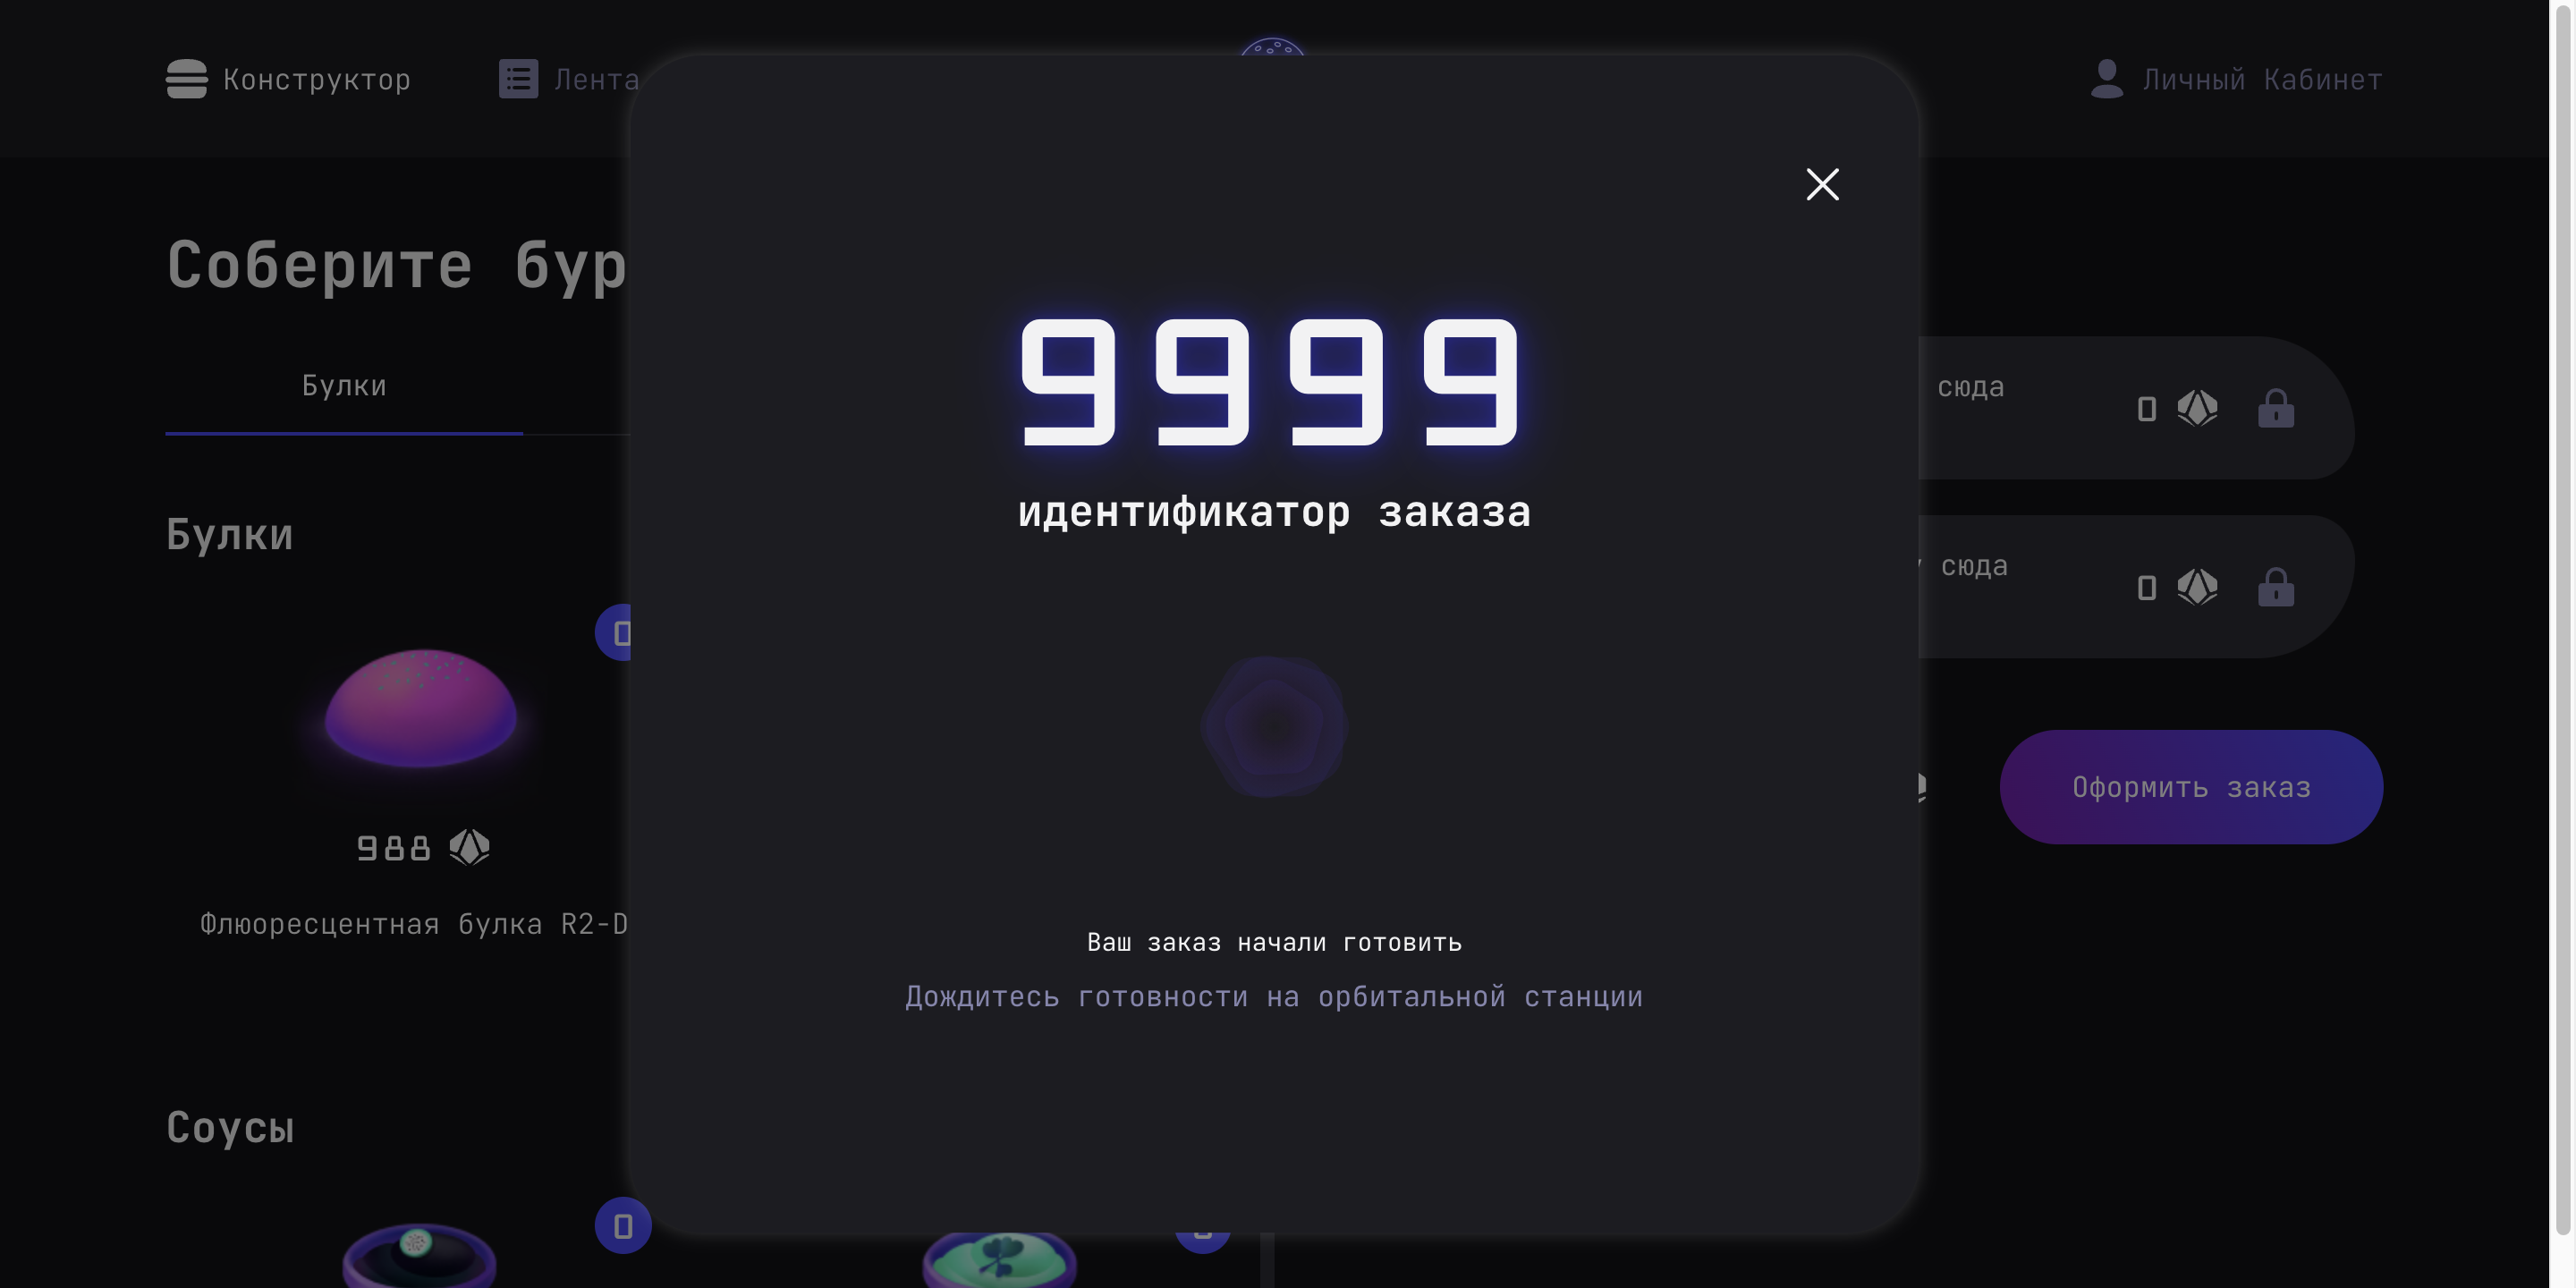 Конструктор
Лента
Личный Кабинет
Соберите бур
Булки
Булки
0
988
Флюоресцентная булка R2-D
Соусы
0
9999
идентификатор заказа
Ваш заказ начали готовить
Дождитесь готовности на орбитальной станции
сюда
0
сюда
0
Оформить заказ